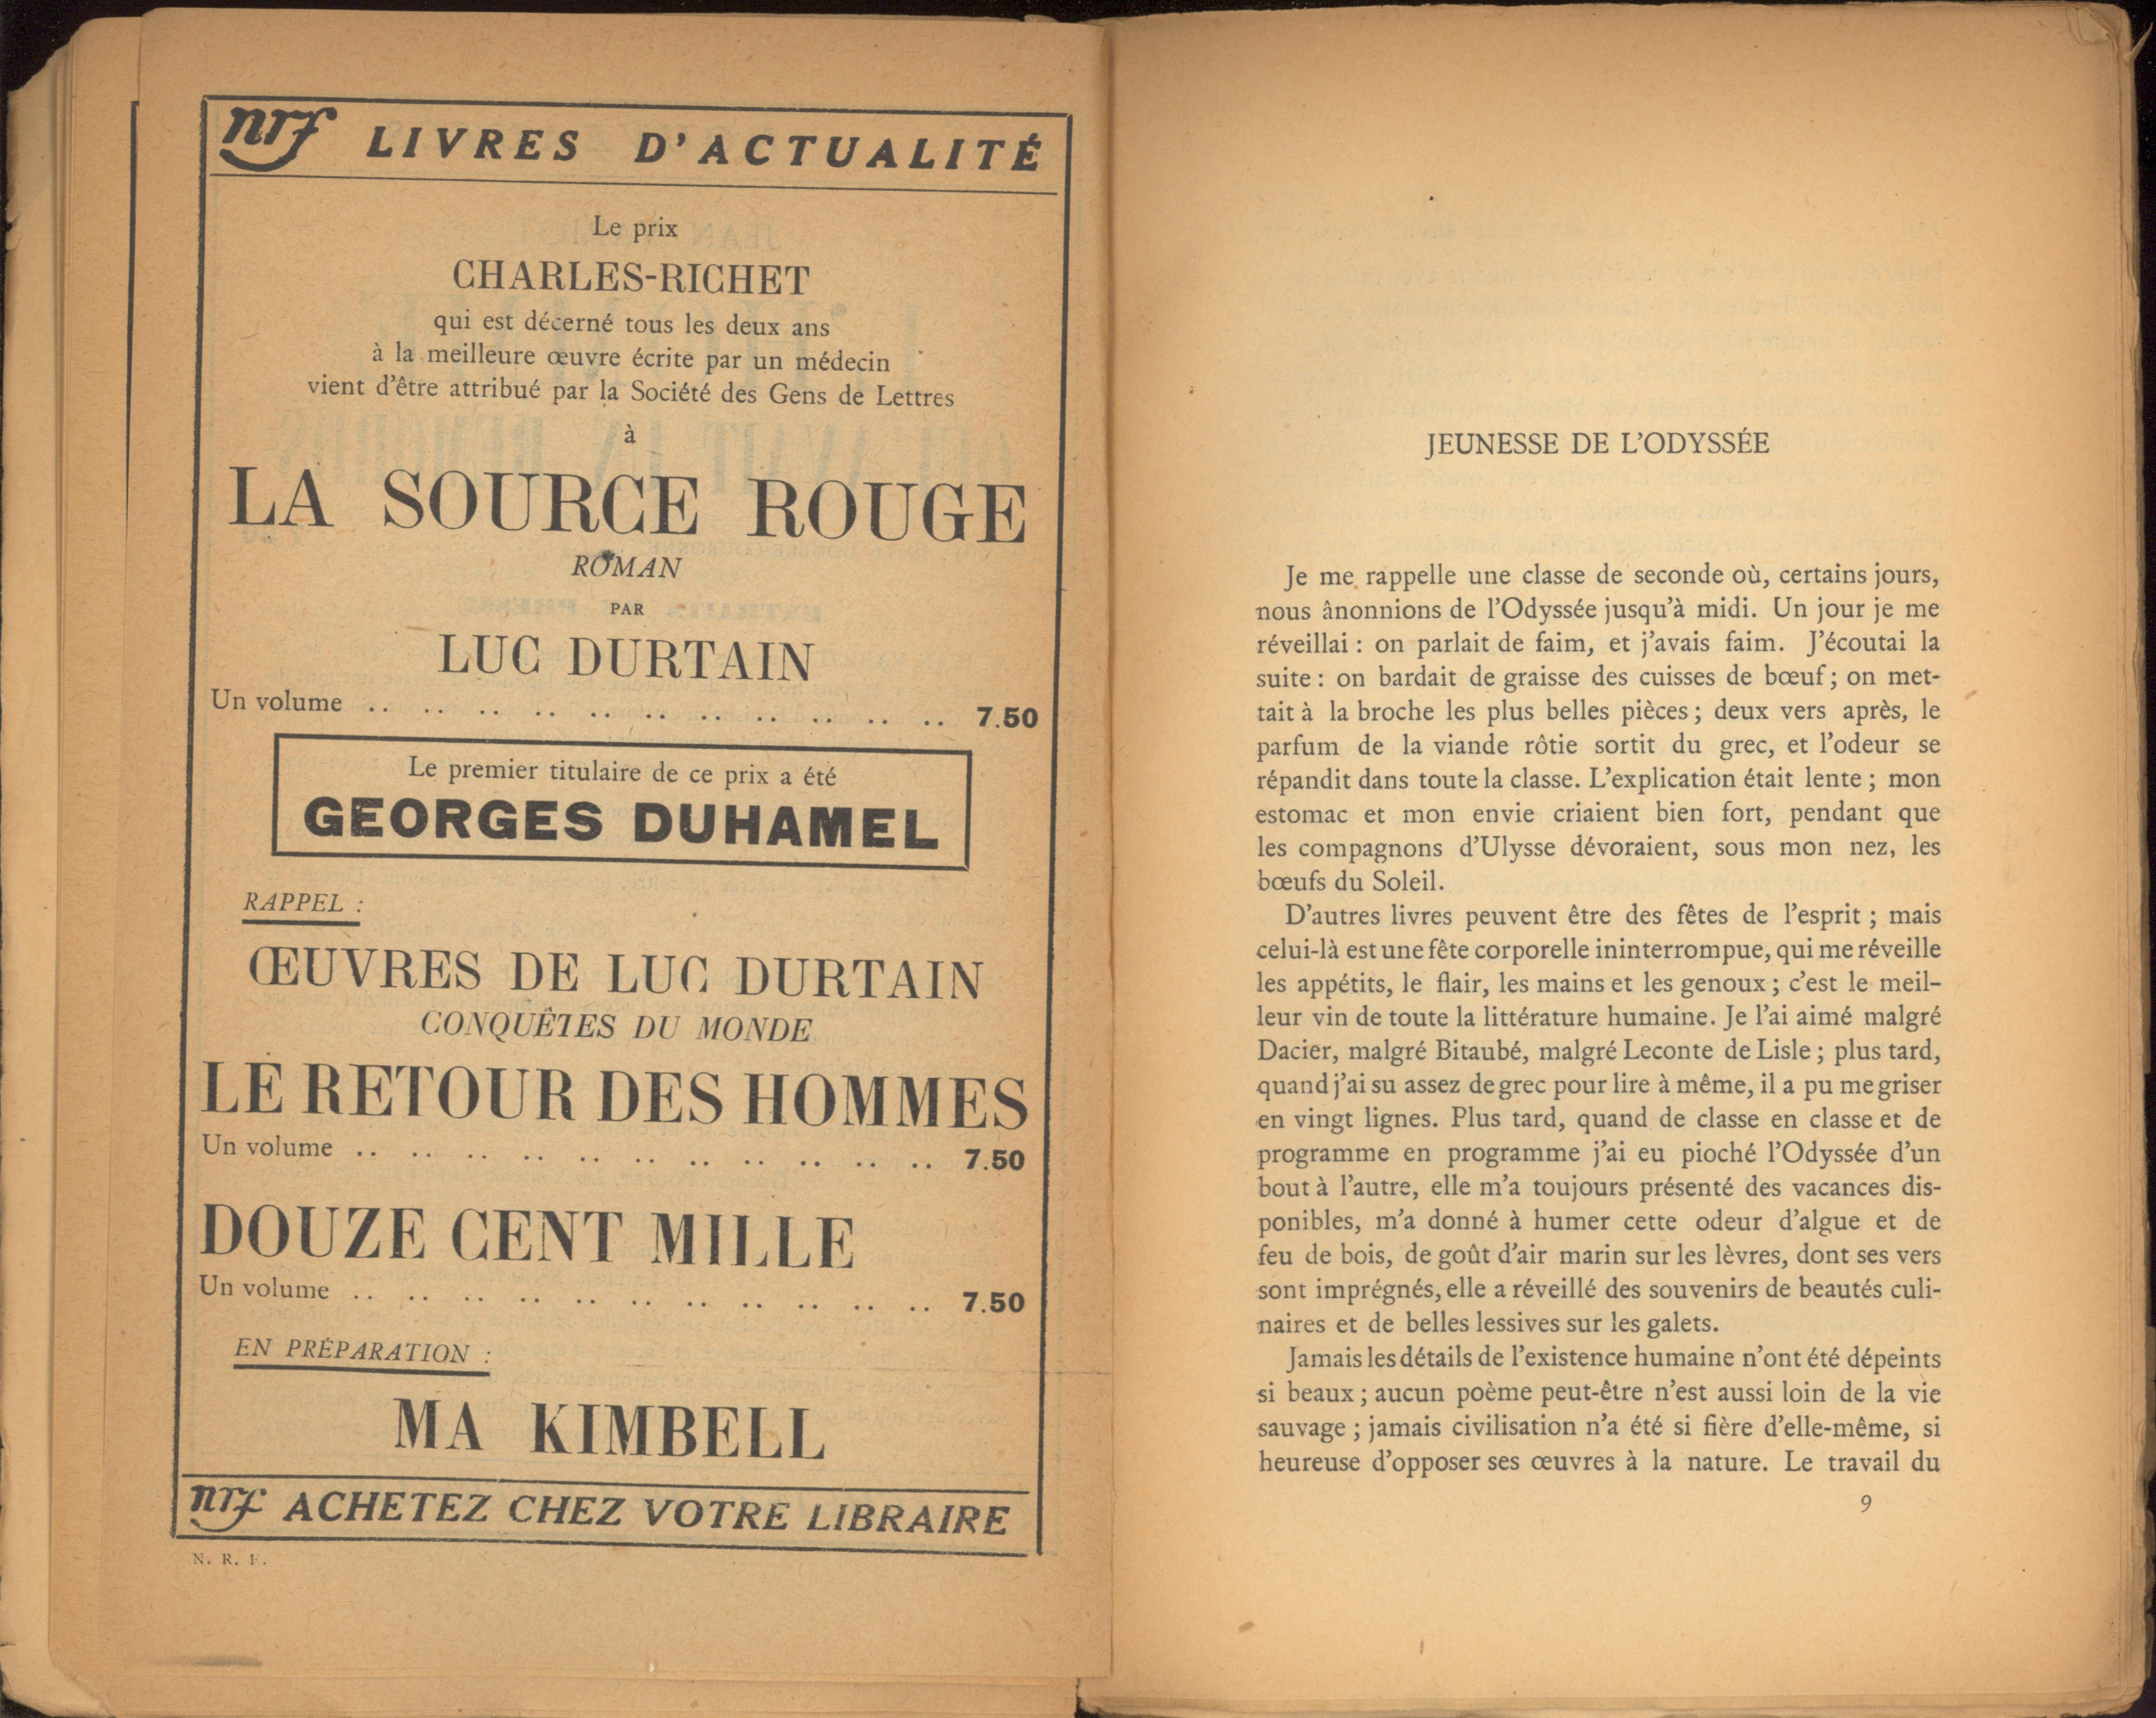 nrf LIVRES D'ACTUALITÉ
Le prix
CHARLES-RICHET
qui est décerné tous les deux ans
à la meilleure œuvre écrite par un médecin
vient d'être attribué par la Société des Gens de Lettres
à
LA SOURCE ROUGE
ROMAN
PAR
LUC DURTAIN
Un volume .. .. .. .. .. .. .. .. .. .. .. 7.50
Le premier titulaire de ce prix a été
GEORGES DUHAMEL
RAPPEL :
ŒUVRES DE LUC DURTAIN
CONQUÊTES DU MONDE
LE RETOUR DES HOMMES
Un volume .. .. .. .. .. .. .. .. .. .. .. 7.50
DOUZE CENT MILLE
Un volume .. .. .. .. .. .. .. .. .. .. .. 7.50
EN PRÉPARATION :
MA KIMBELL
nrf ACHETEZ CHEZ VOTRE LIBRAIRE
N. R. F.
JEUNESSE DE L'ODYSSÉE
Je me rappelle une classe de seconde où, certains jours,
nous ânonnions de l'Odyssée jusqu'à midi. Un jour je me
réveillai : on parlait de faim, et j'avais faim. J'écoutai la
suite : on bardait de graisse des cuisses de bœuf ; on met-
tait à la broche les plus belles pièces ; deux vers après, le
parfum de la viande rôtie sortit du grec, et l'odeur se
répandit dans toute la classe. L'explication était lente ; mon
estomac et mon envie criaient bien fort, pendant que
les compagnons d'Ulysse dévoraient, sous mon nez, les
bœufs du Soleil.
D'autres livres peuvent être des fêtes de l'esprit ; mais
celui-là est une fête corporelle ininterrompue, qui me réveille
les appétits, le flair, les mains et les genoux ; c'est le meil-
leur vin de toute la littérature humaine. Je l'ai aimé malgré
Dacier, malgré Bitaubé, malgré Leconte de Lisle ; plus tard,
quand j'ai su assez de grec pour lire à même, il a pu me griser
en vingt lignes. Plus tard, quand de classe en classe et de
programme en programme j'ai eu pioché l'Odyssée d'un
bout à l'autre, elle m'a toujours présenté des vacances dis-
ponibles, m'a donné à humer cette odeur d'algue et de
feu de bois, de goût d'air marin sur les lèvres, dont ses vers
sont imprégnés, elle a réveillé des souvenirs de beautés culi-
naires et de belles lessives sur les galets.
Jamais les détails de l'existence humaine n'ont été dépeints
si beaux ; aucun poème peut-être n'est aussi loin de la vie
sauvage ; jamais civilisation n'a été si fière d'elle-même, si
heureuse d'opposer ses œuvres à la nature. Le travail du
9